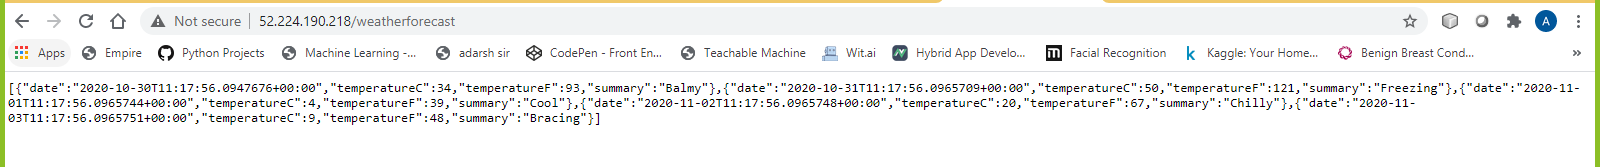 Not secure | 52.224.190.218/weatherforecast
A
Apps Empire Python Projects Machine Learning -... adarsh sir CodePen - Front En... Teachable Machine Wit.ai Hybrid App Develo... Facial Recognition Kaggle: Your Home... Benign Breast Cond... »
[{"date":"2020-10-30T11:17:56.0947676+00:00","temperatureC":34,"temperatureF":93,"summary":"Balmy"},{"date":"2020-10-31T11:17:56.0965709+00:00","temperatureC":50,"temperatureF":121,"summary":"Freezing"},{"date":"2020-11-
01T11:17:56.0965744+00:00","temperatureC":4,"temperatureF":39,"summary":"Cool"},{"date":"2020-11-02T11:17:56.0965748+00:00","temperatureC":20,"temperatureF":67,"summary":"Chilly"},{"date":"2020-11-
03T11:17:56.0965751+00:00","temperatureC":9,"temperatureF":48,"summary":"Bracing"}]